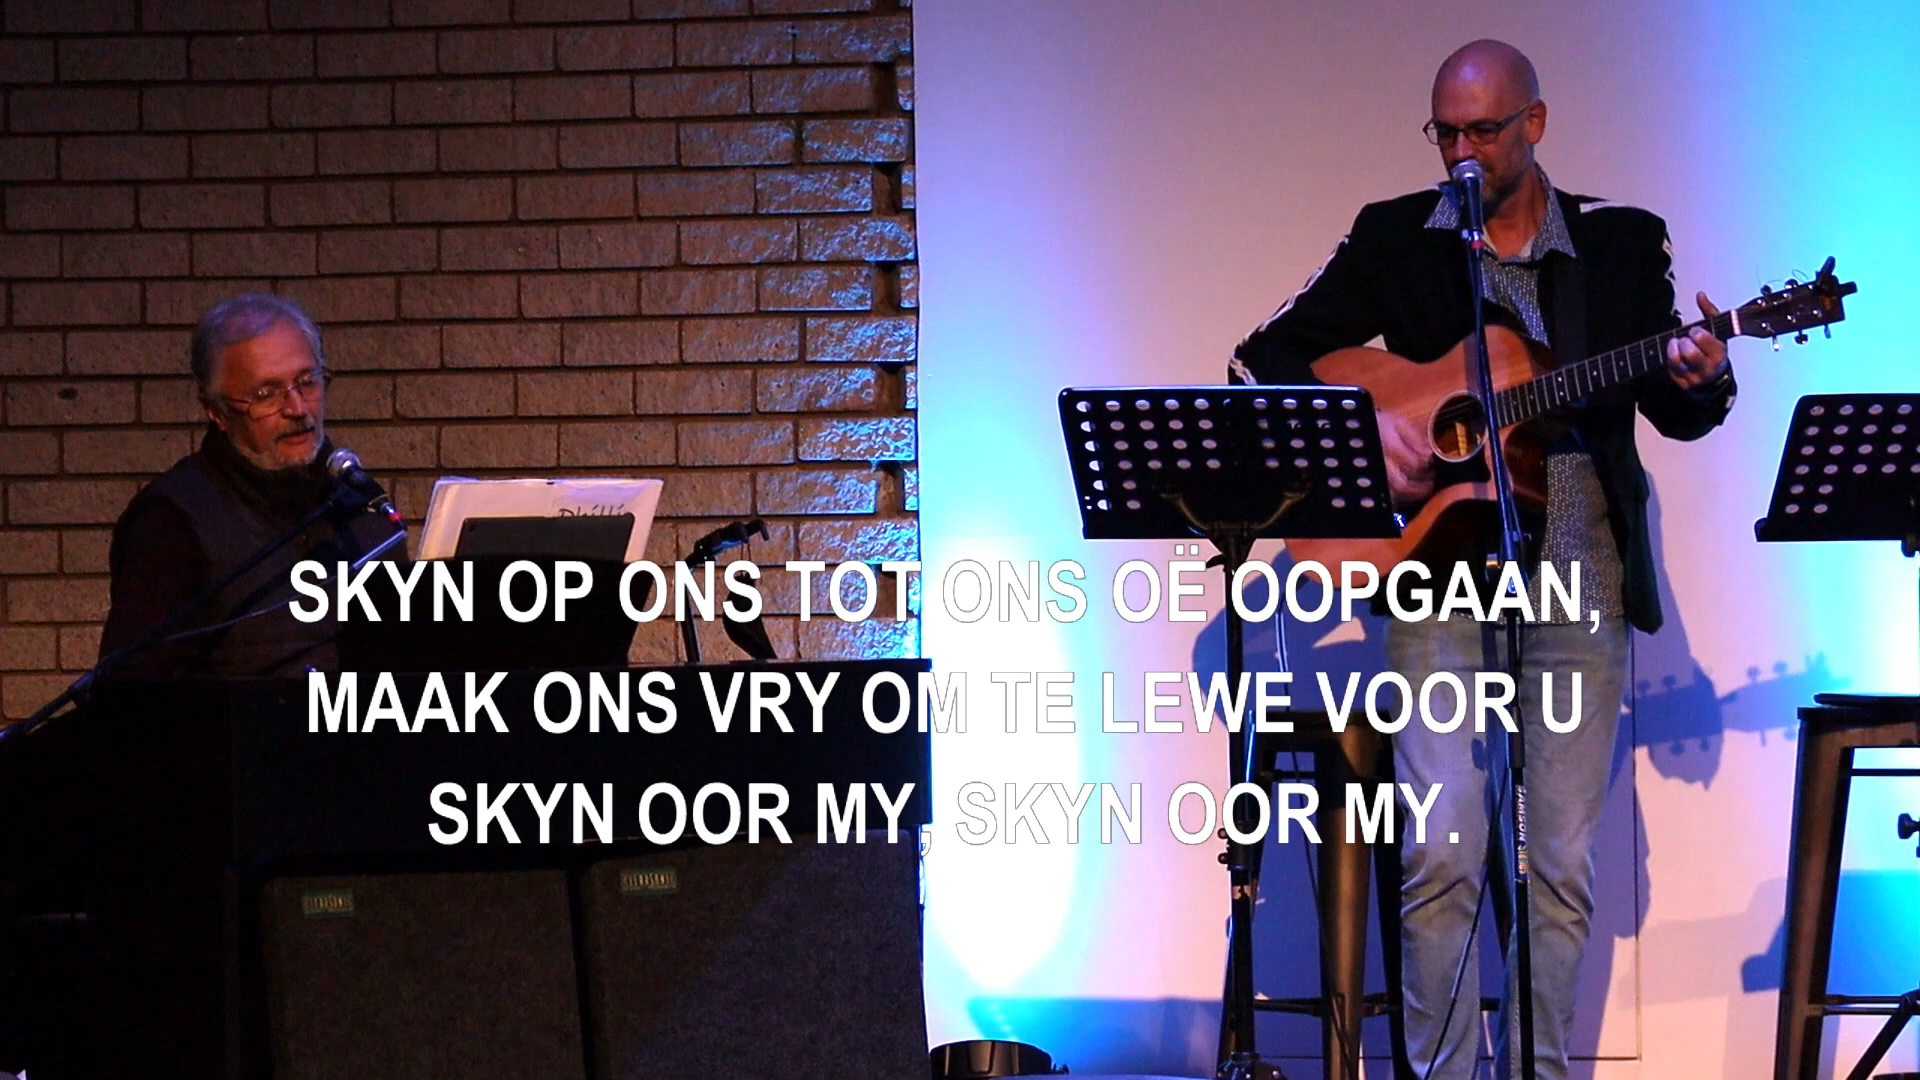 SKYN OP ONS TOT ONS OË OOPGAAN,
MAAK ONS VRY OM TE LEWE VOOR U
SKYN OOR MY, SKYN OOR MY.